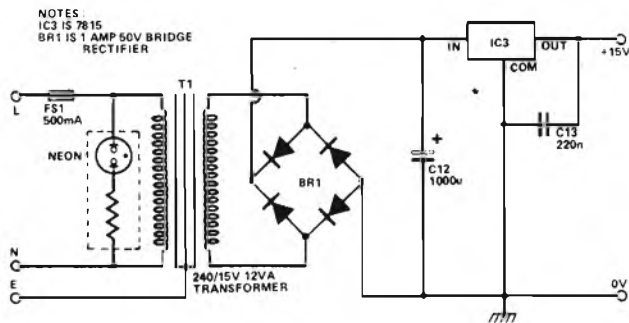 NOTES
IC3 IS 7815
BR1 IS 1 AMP 50V BRIDGE
RECTIFIER
L
FS1
500mA
T1
NEON
N
E
240/15V 12VA
TRANSFORMER
BR1
IN
IC3
OUT
COM
+15V
*
+
C12
1000u
C13
220n
0V